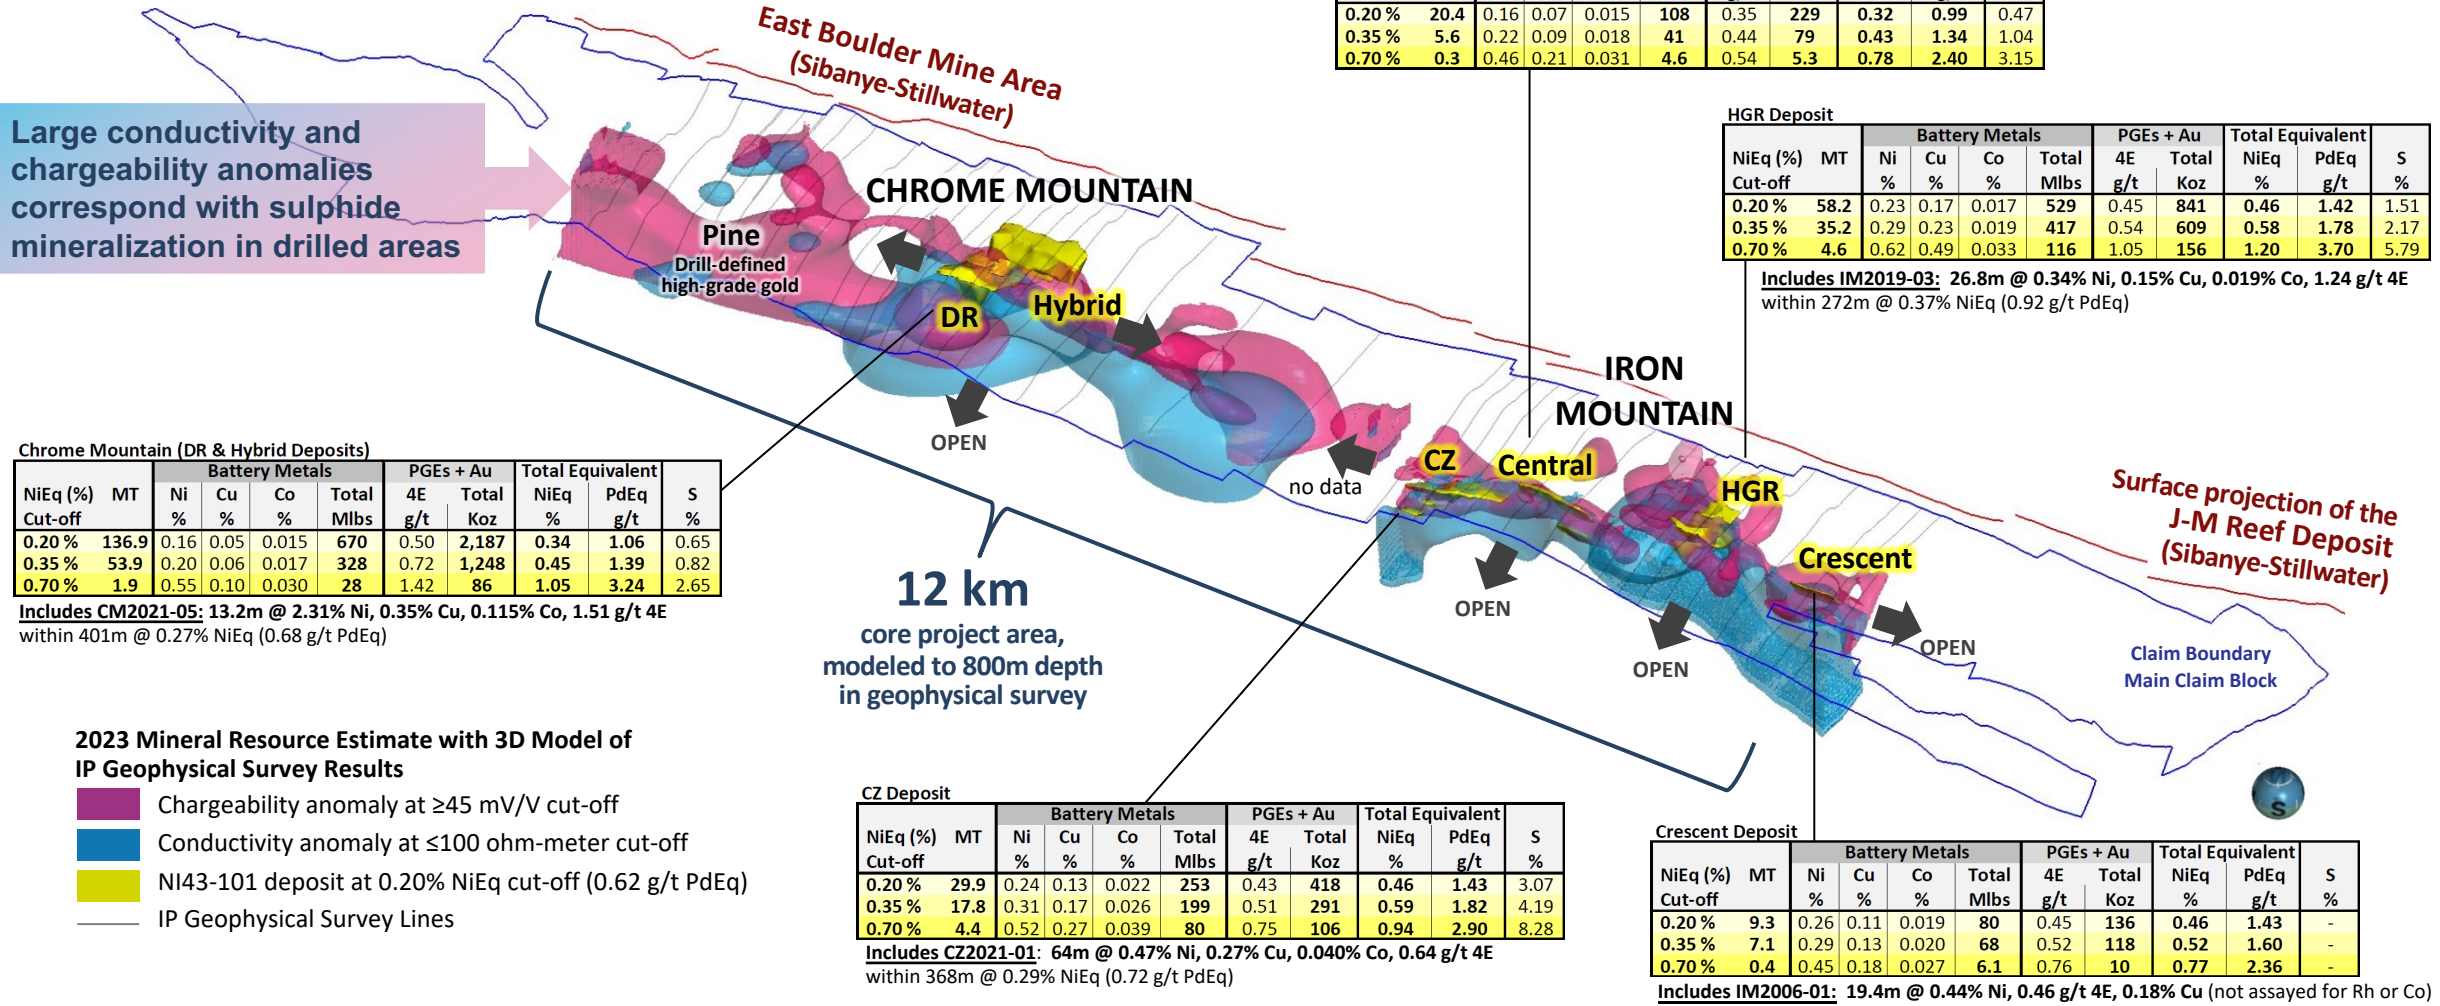 0.20 % 20.4 0.16 0.07 0.015 108 0.35 229 0.32 0.99 0.47
0.35 % 5.6 0.22 0.09 0.018 41 0.44 79 0.43 1.34 1.04
0.70 % 0.3 0.46 0.21 0.031 4.6 0.54 5.3 0.78 2.40 3.15
East Boulder Mine Area
(Sibanye-Stillwater)
Large conductivity and
chargeability anomalies
correspond with sulphide
mineralization in drilled areas
HGR Deposit
Battery Metals PGEs + Au Total Equivalent
NiEq (%) MT Ni Cu Co Total 4E Total NiEq PdEq S
Cut-off % % % Mlbs g/t Koz % g/t %
0.20 % 58.2 0.23 0.17 0.017 529 0.45 841 0.46 1.42 1.51
0.35 % 35.2 0.29 0.23 0.019 417 0.54 609 0.58 1.78 2.17
0.70 % 4.6 0.62 0.49 0.033 116 1.05 156 1.20 3.70 5.79
Includes IM2019-03: 26.8m @ 0.34% Ni, 0.15% Cu, 0.019% Co, 1.24 g/t 4E
within 272m @ 0.37% NiEq (0.92 g/t PdEq)
CHROME MOUNTAIN
Pine
Drill-defined
high-grade gold
DR
Hybrid
OPEN
IRON
MOUNTAIN
no data
CZ
Central
HGR
Crescent
OPEN
OPEN
OPEN
Surface projection of the
J-M Reef Deposit
(Sibanye-Stillwater)
Claim Boundary
Main Claim Block
Chrome Mountain (DR & Hybrid Deposits)
Battery Metals PGEs + Au Total Equivalent
NiEq (%) MT Ni Cu Co Total 4E Total NiEq PdEq S
Cut-off % % % Mlbs g/t Koz % g/t %
0.20 % 136.9 0.16 0.05 0.015 670 0.50 2,187 0.34 1.06 0.65
0.35 % 53.9 0.20 0.06 0.017 328 0.72 1,248 0.45 1.39 0.82
0.70 % 1.9 0.55 0.10 0.030 28 1.42 86 1.05 3.24 2.65
Includes CM2021-05: 13.2m @ 2.31% Ni, 0.35% Cu, 0.115% Co, 1.51 g/t 4E
within 401m @ 0.27% NiEq (0.68 g/t PdEq)
12 km
core project area,
modeled to 800m depth
in geophysical survey
2023 Mineral Resource Estimate with 3D Model of
IP Geophysical Survey Results
Chargeability anomaly at ≥45 mV/V cut-off
Conductivity anomaly at ≤100 ohm-meter cut-off
NI43-101 deposit at 0.20% NiEq cut-off (0.62 g/t PdEq)
IP Geophysical Survey Lines
CZ Deposit
Battery Metals PGEs + Au Total Equivalent
NiEq (%) MT Ni Cu Co Total 4E Total NiEq PdEq S
Cut-off % % % Mlbs g/t Koz % g/t %
0.20 % 29.9 0.24 0.13 0.022 253 0.43 418 0.46 1.43 3.07
0.35 % 17.8 0.31 0.17 0.026 199 0.51 291 0.59 1.82 4.19
0.70 % 4.4 0.52 0.27 0.039 80 0.75 106 0.94 2.90 8.28
Includes CZ2021-01: 64m @ 0.47% Ni, 0.27% Cu, 0.040% Co, 0.64 g/t 4E
within 368m @ 0.29% NiEq (0.72 g/t PdEq)
S
Crescent Deposit
Battery Metals PGEs + Au Total Equivalent
NiEq (%) MT Ni Cu Co Total 4E Total NiEq PdEq S
Cut-off % % % Mlbs g/t Koz % g/t %
0.20 % 9.3 0.26 0.11 0.019 80 0.45 136 0.46 1.43 -
0.35 % 7.1 0.29 0.13 0.020 68 0.52 118 0.52 1.60 -
0.70 % 0.4 0.45 0.18 0.027 6.1 0.76 10 0.77 2.36 -
Includes IM2006-01: 19.4m @ 0.44% Ni, 0.46 g/t 4E, 0.18% Cu (not assayed for Rh or Co)